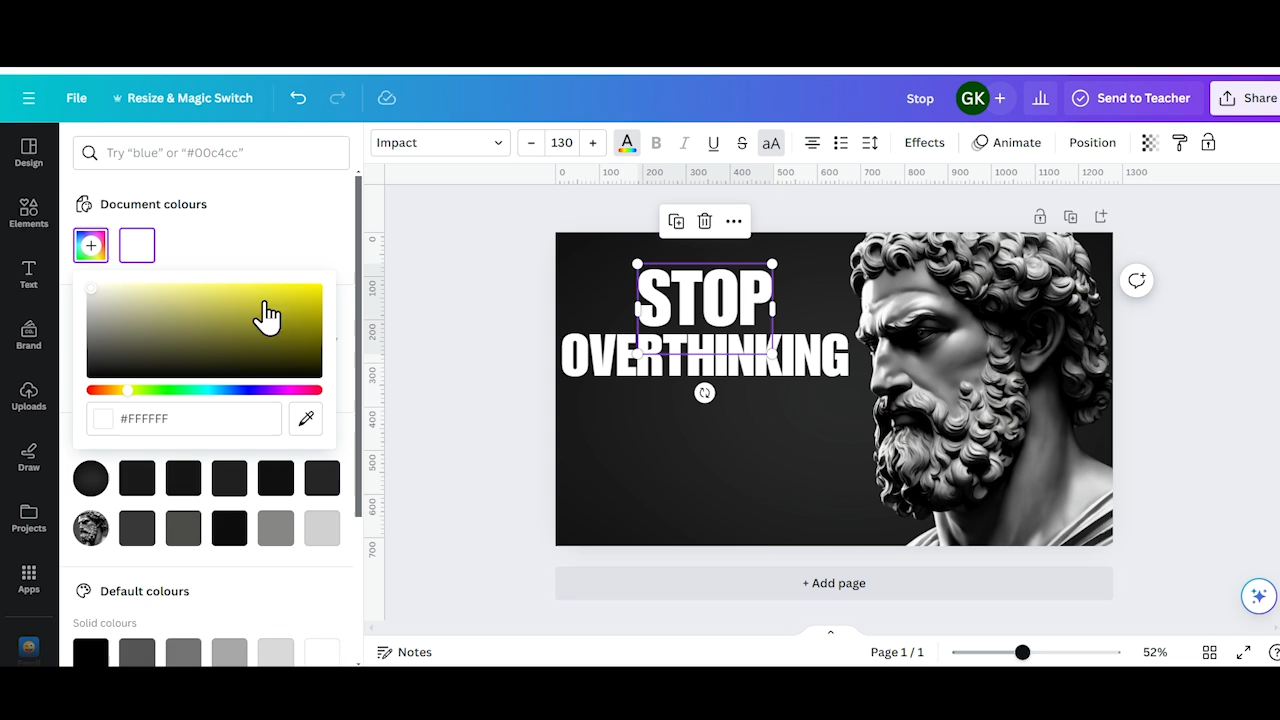 File Resize & Magic Switch Stop GK Send to Teacher Share
Design
Elements
Text
Brand
Uploads
Draw
Projects
Apps
Try “blue” or “#00c4cc”
Document colours
#FFFFFF
Default colours
Solid colours
Impact 130 A B I U S aA Effects Animate Position
0 100 200 300 400 500 600 700 800 900 1000 1100 1200 1300
0
100
200
300
400
500
600
700
STOP
OVERTHINKING
+ Add page
Notes Page 1 / 1 52%